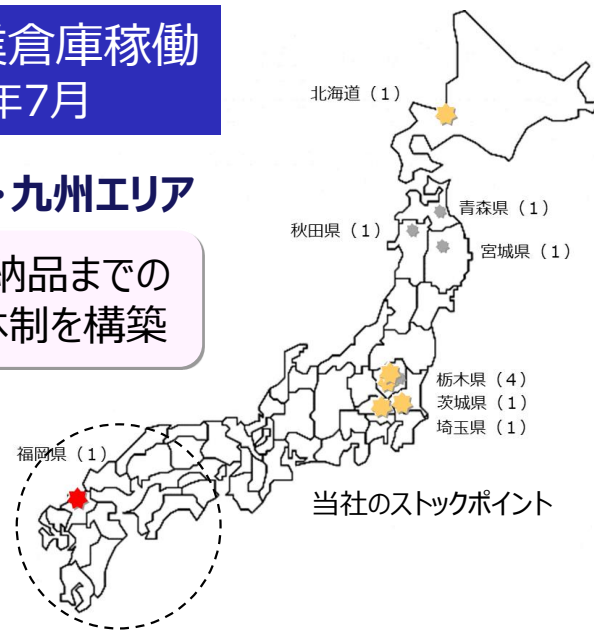 倉庫稼働
年7月
・九州エリア
納品までの
体制を構築
北海道（1）
青森県（1）
秋田県（1）
宮城県（1）
栃木県（4）
茨城県（1）
埼玉県（1）
福岡県（1）
当社のストックポイント